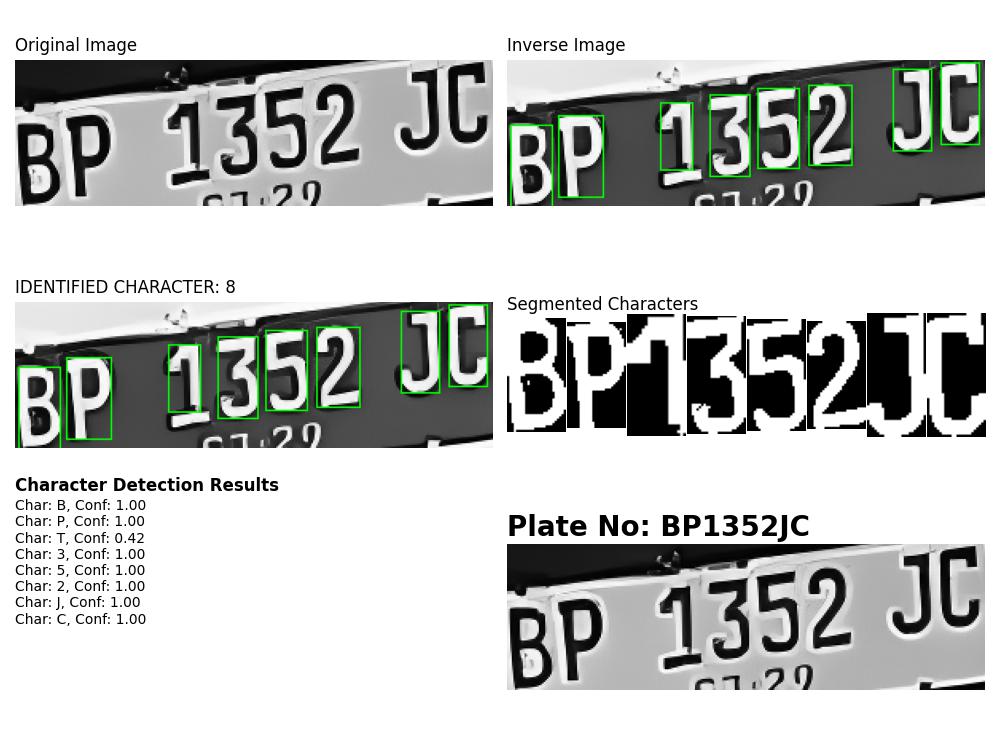 Original Image
BP 1352 JC
Inverse Image
BP 1352 JC
IDENTIFIED CHARACTER: 8
BP 1352 JC
Segmented Characters
BP1352JC
Character Detection Results
Char: B, Conf: 1.00
Char: P, Conf: 1.00
Char: T, Conf: 0.42
Char: 3, Conf: 1.00
Char: 5, Conf: 1.00
Char: 2, Conf: 1.00
Char: J, Conf: 1.00
Char: C, Conf: 1.00
Plate No: BP1352JC
BP 1352 JC